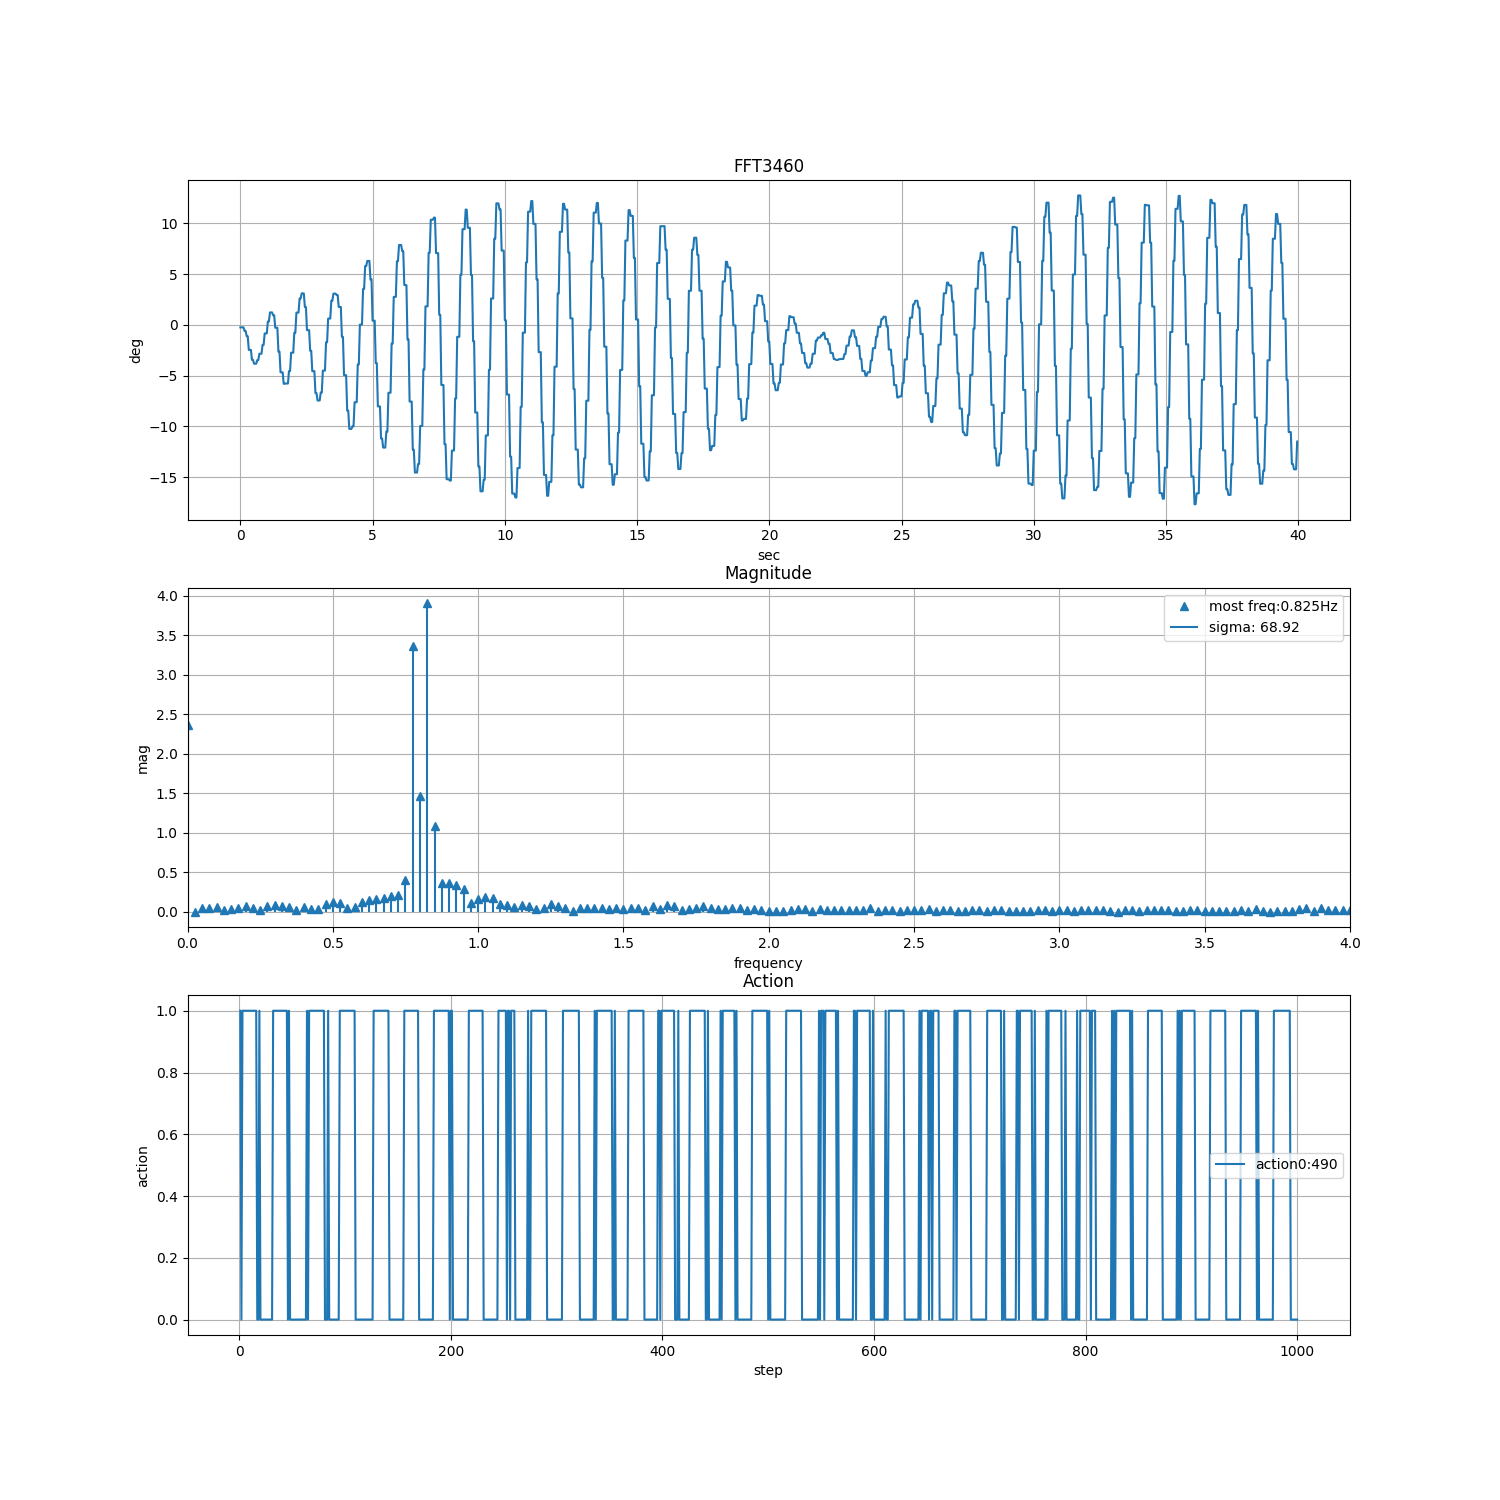 FFT3460
10
5
0
−5
−10
−15
deg
0 5 10 15 20 25 30 35 40
sec
Magnitude
4.0
3.5
3.0
2.5
2.0
1.5
1.0
0.5
0.0
mag
most freq:0.825Hz
sigma: 68.92
0.0 0.5 1.0 1.5 2.0 2.5 3.0 3.5 4.0
frequency
Action
1.0
0.8
0.6
0.4
0.2
0.0
action
action0:490
0 200 400 600 800 1000
step